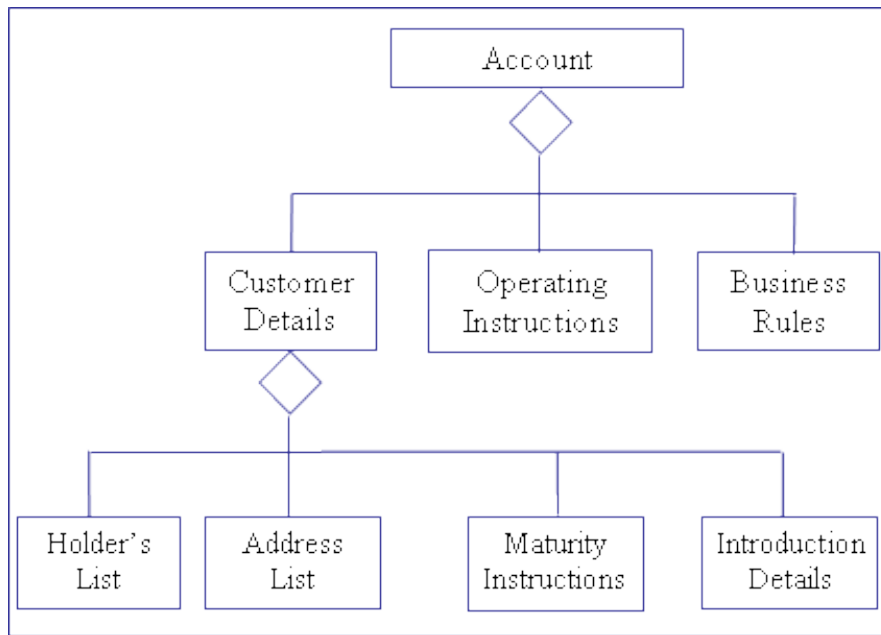 Account
Customer
Details
Operating
Instructions
Business
Rules
Holder's
List
Address
List
Maturity
Instructions
Introduction
Details